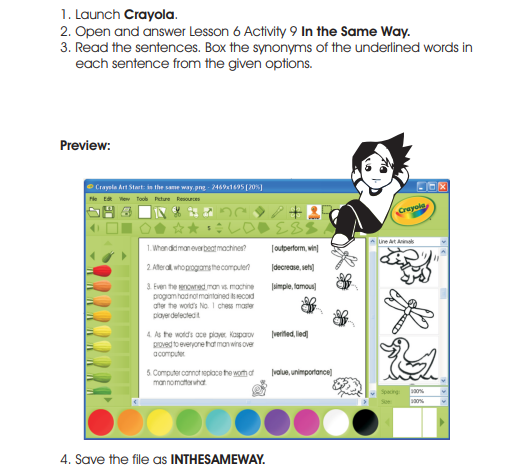 1. Launch Crayola.
2. Open and answer Lesson 6 Activity 9 In the Same Way.
3. Read the sentences. Box the synonyms of the underlined words in
each sentence from the given options.
Preview:
Crayola Art Start: in the same way.png - 2469x1695 [20%]
File Edit View Tools Picture Resources
Crayola
Line Art Animals
1. When did man ever beat machines? [outperform, win]
2. After all, who programs the computer? [decrease, sets]
3. Even the renowned man vs. machine [simple, famous]
program had not maintained its record
after the world's No. 1 chess master
player defeated it.
4. As the world's ace player, Kasparov [verified, lied]
proved to everyone that man wins over
a computer.
5. Computer cannot replace the worth of [value, unimportance]
man no matter what.
Spacing: 100%
Size: 100%
4. Save the file as INTHESAMEWAY.